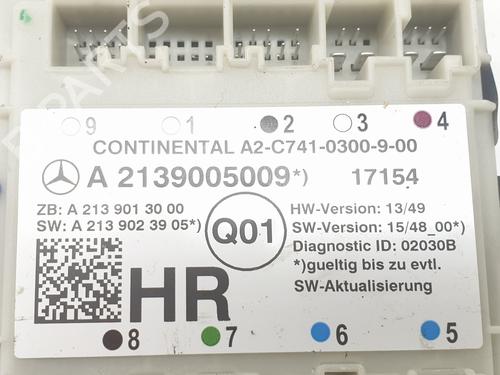 9 1 2 3 4
CONTINENTAL A2-C741-0300-9-00
A 2139005009*) 17154
ZB: A 213 901 30 00
SW: A 213 902 39 05*)
Q01
HW-Version: 13/49
SW-Version: 15/48_00*)
Diagnostic ID: 02030B
*)gueltig bis zu evtl.
SW-Aktualisierung
HR
8 7 6 5